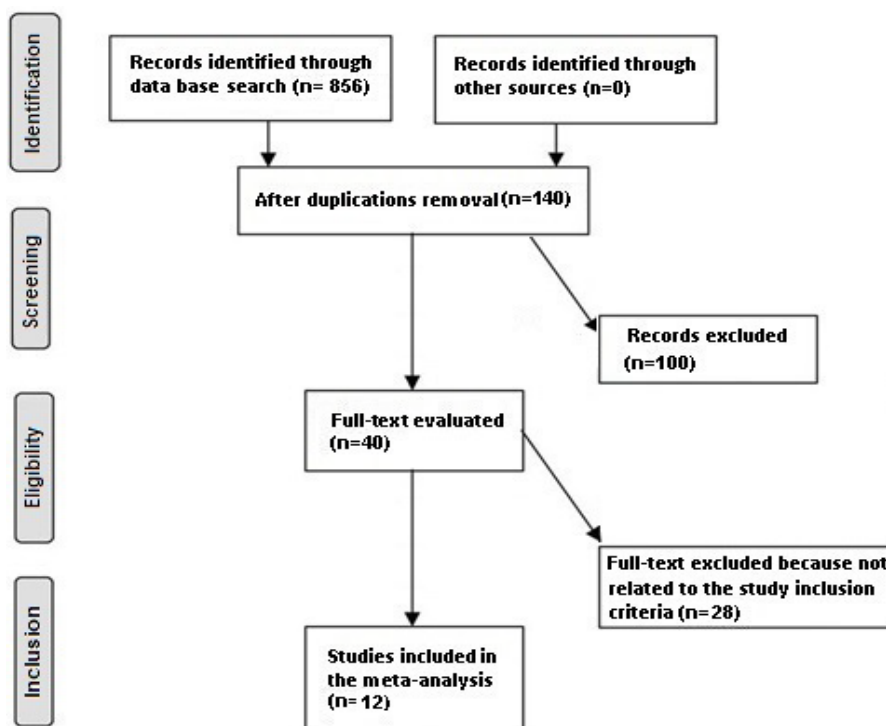 Identification
Records identified through
data base search (n= 856)
Records identified through
other sources (n=0)
After duplications removal(n=140)
Screening
Records excluded
(n=100)
Eligibility
Full-text evaluated
(n=40)
Full-text excluded because not
related to the study inclusion
criteria (n=28)
Inclusion
Studies included in
the meta-analysis
(n=12)